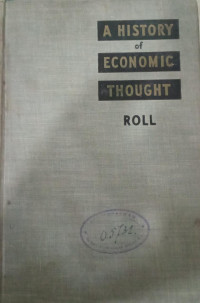 A HISTORY
of
ECONOMIC
THOUGHT
ROLL